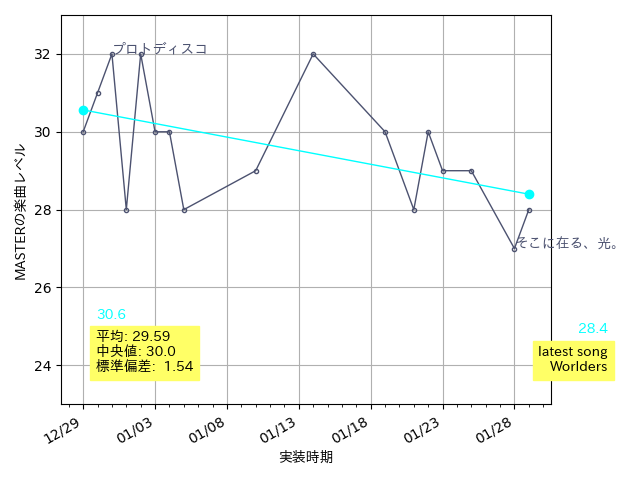 32
30
28
26
24
MASTERの楽曲レベル
プロトディスコ
そこに在る、光。
30.6
平均: 29.59
中央値: 30.0
標準偏差: 1.54
28.4
latest song
Worlders
12/29
01/03
01/08
01/13
01/18
01/23
01/28
実装時期